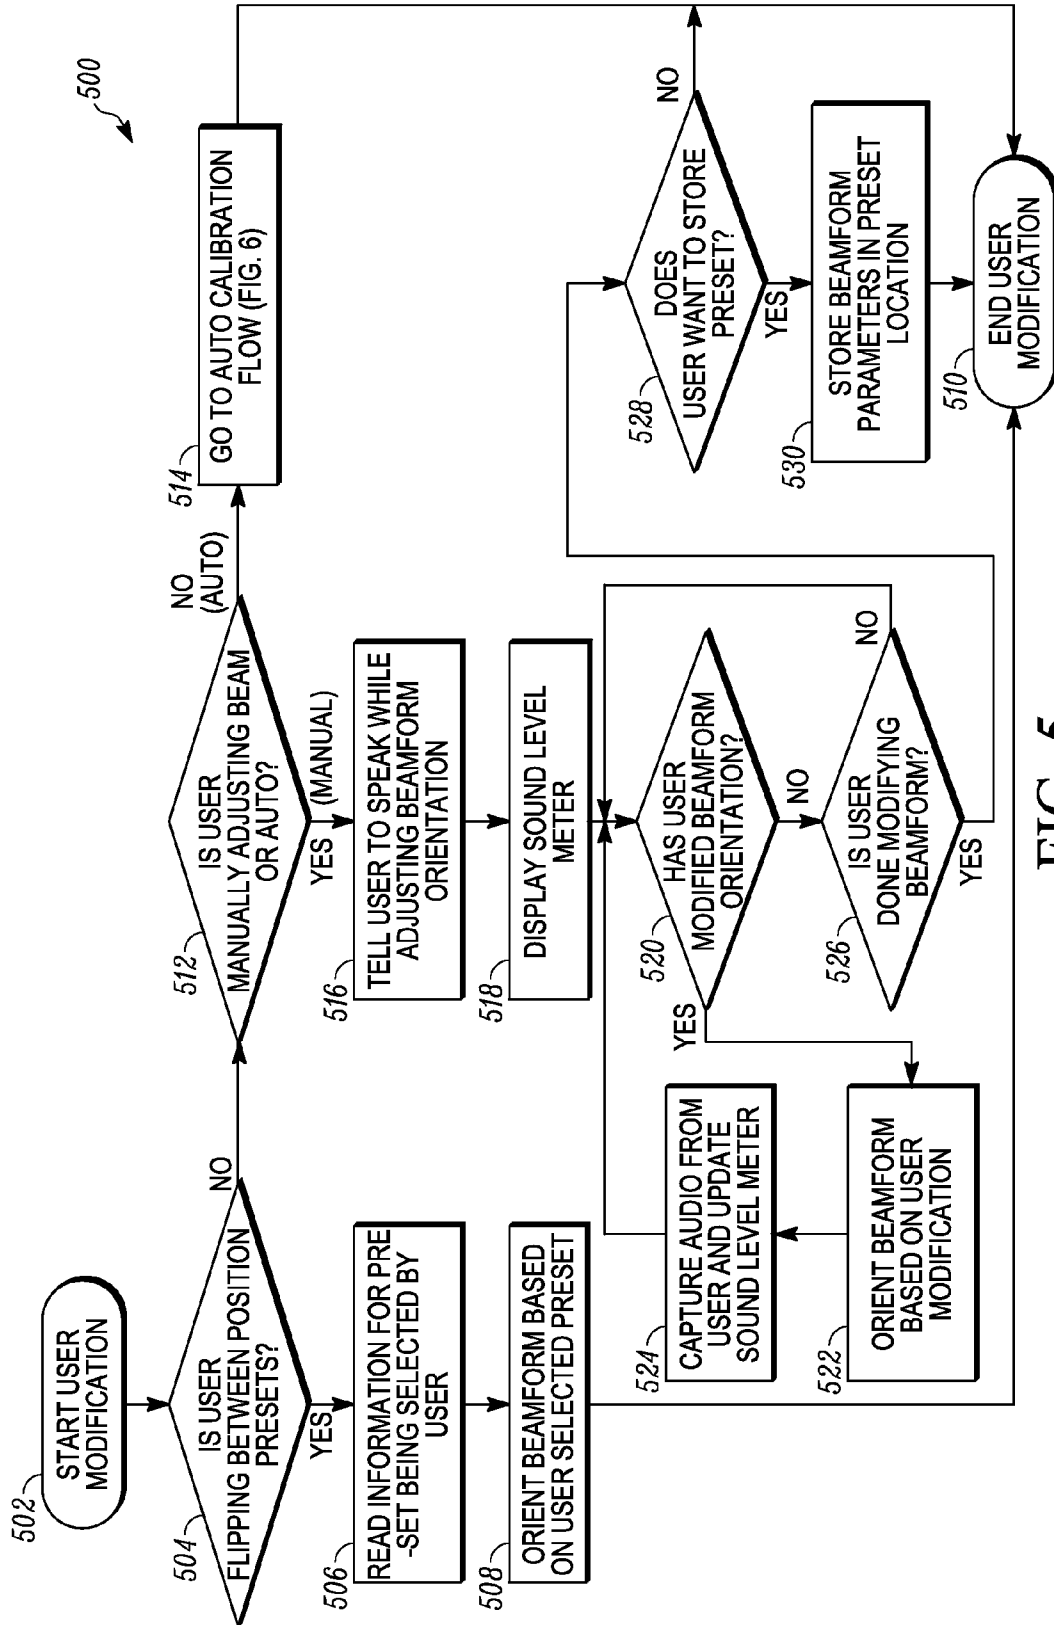 500
502
START USER
MODIFICATION
504
IS USER
FLIPPING BETWEEN POSITION
PRESETS?
NO
YES
506
READ INFORMATION FOR PRE
-SET BEING SELECTED BY
USER
508
ORIENT BEAMFORM BASED
ON USER SELECTED PRESET
512
IS USER
MANUALLY ADJUSTING BEAM
OR AUTO?
NO
(AUTO)
YES
(MANUAL)
514
GO TO AUTO CALIBRATION
FLOW (FIG. 6)
516
TELL USER TO SPEAK WHILE
ADJUSTING BEAMFORM
ORIENTATION
518
DISPLAY SOUND LEVEL
METER
520
HAS USER
MODIFIED BEAMFORM
ORIENTATION?
YES
NO
522
ORIENT BEAMFORM
BASED ON USER
MODIFICATION
524
CAPTURE AUDIO FROM
USER AND UPDATE
SOUND LEVEL METER
526
IS USER
DONE MODIFYING
BEAMFORM?
NO
YES
528
DOES
USER WANT TO STORE
PRESET?
NO
YES
530
STORE BEAMFORM
PARAMETERS IN PRESET
LOCATION
510
END USER
MODIFICATION
FIG. 5